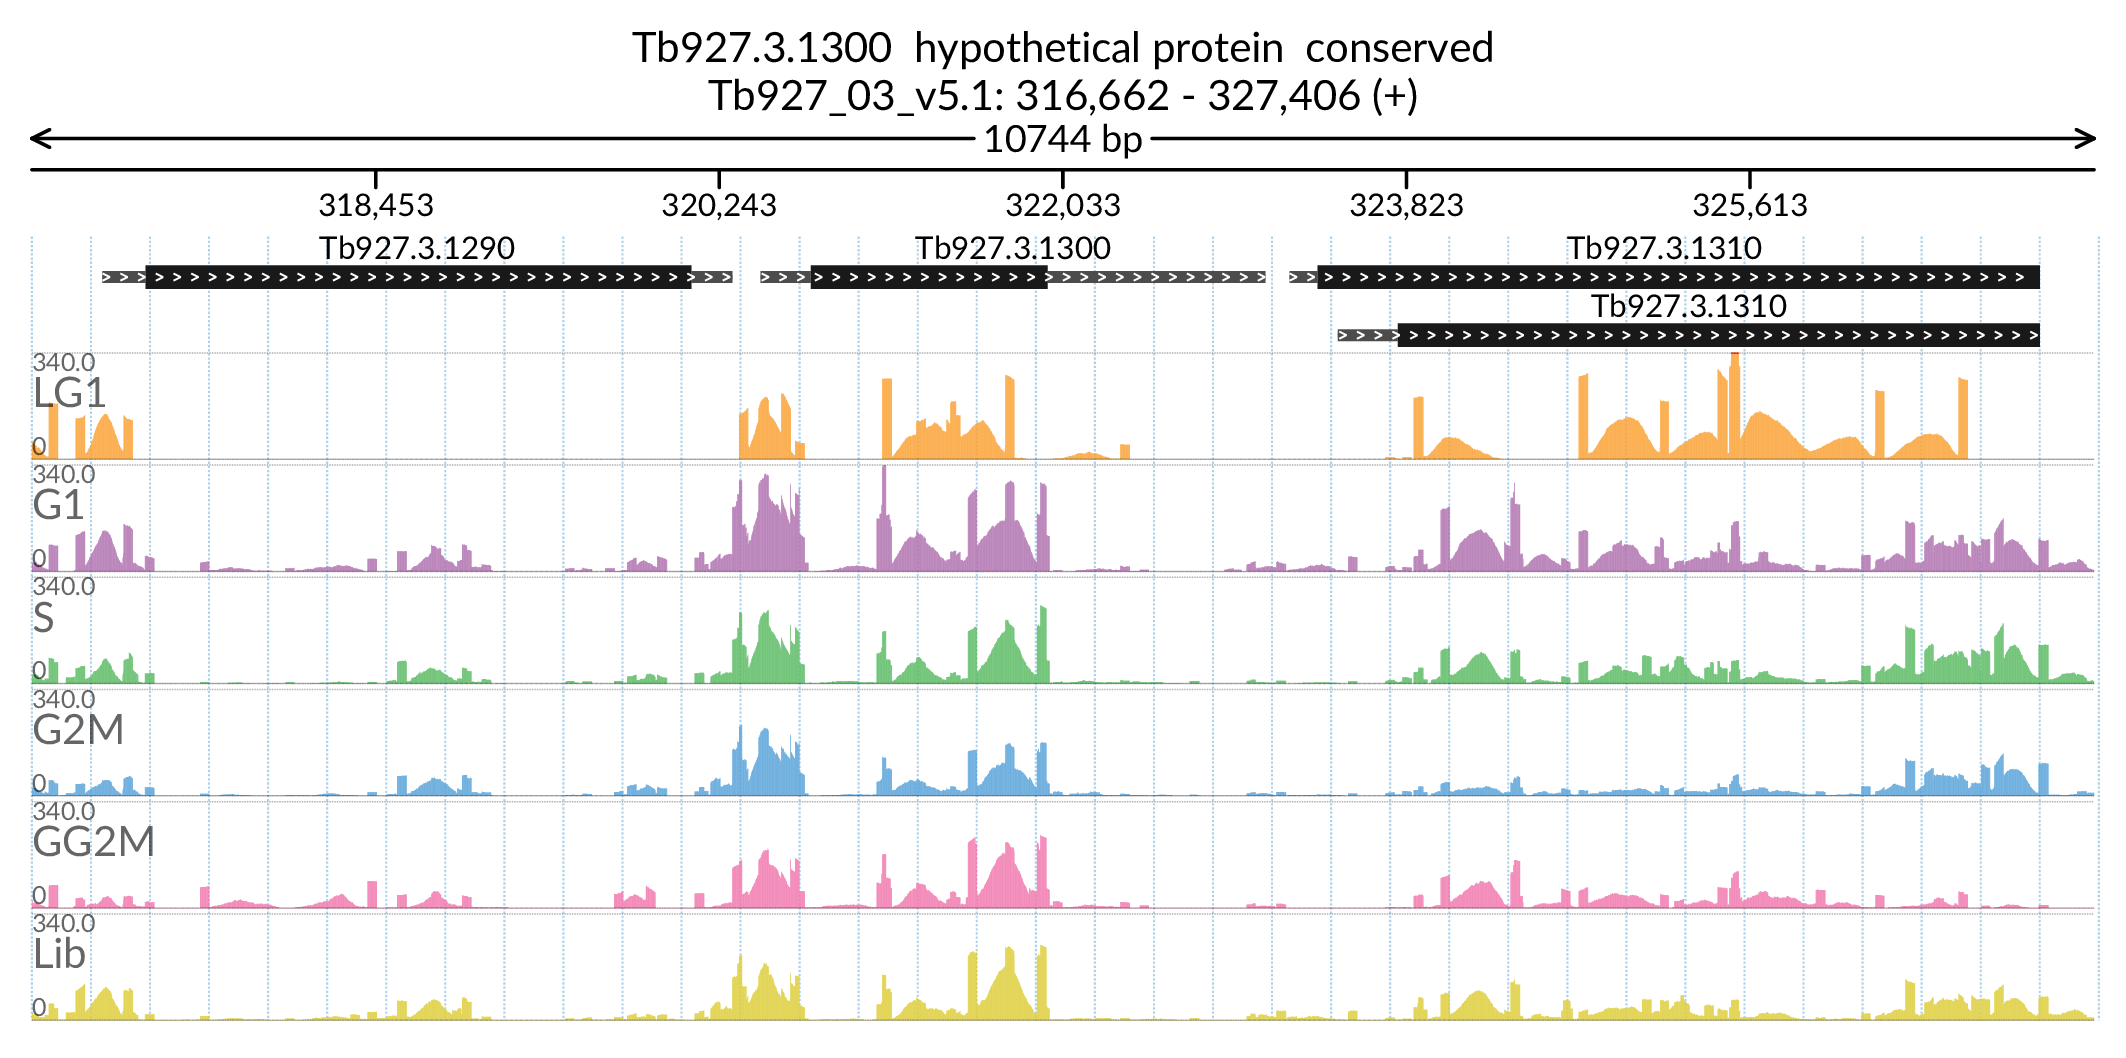 Tb927.3.1300  hypothetical protein  conserved
Tb927_03_v5.1: 316,662 - 327,406 (+)
10744 bp
318,453 320,243 322,033 323,823 325,613
Tb927.3.1290 Tb927.3.1300 Tb927.3.1310
Tb927.3.1310
340.0
LG1
0
340.0
G1
0
340.0
S
0
340.0
G2M
0
340.0
GG2M
0
340.0
Lib
0